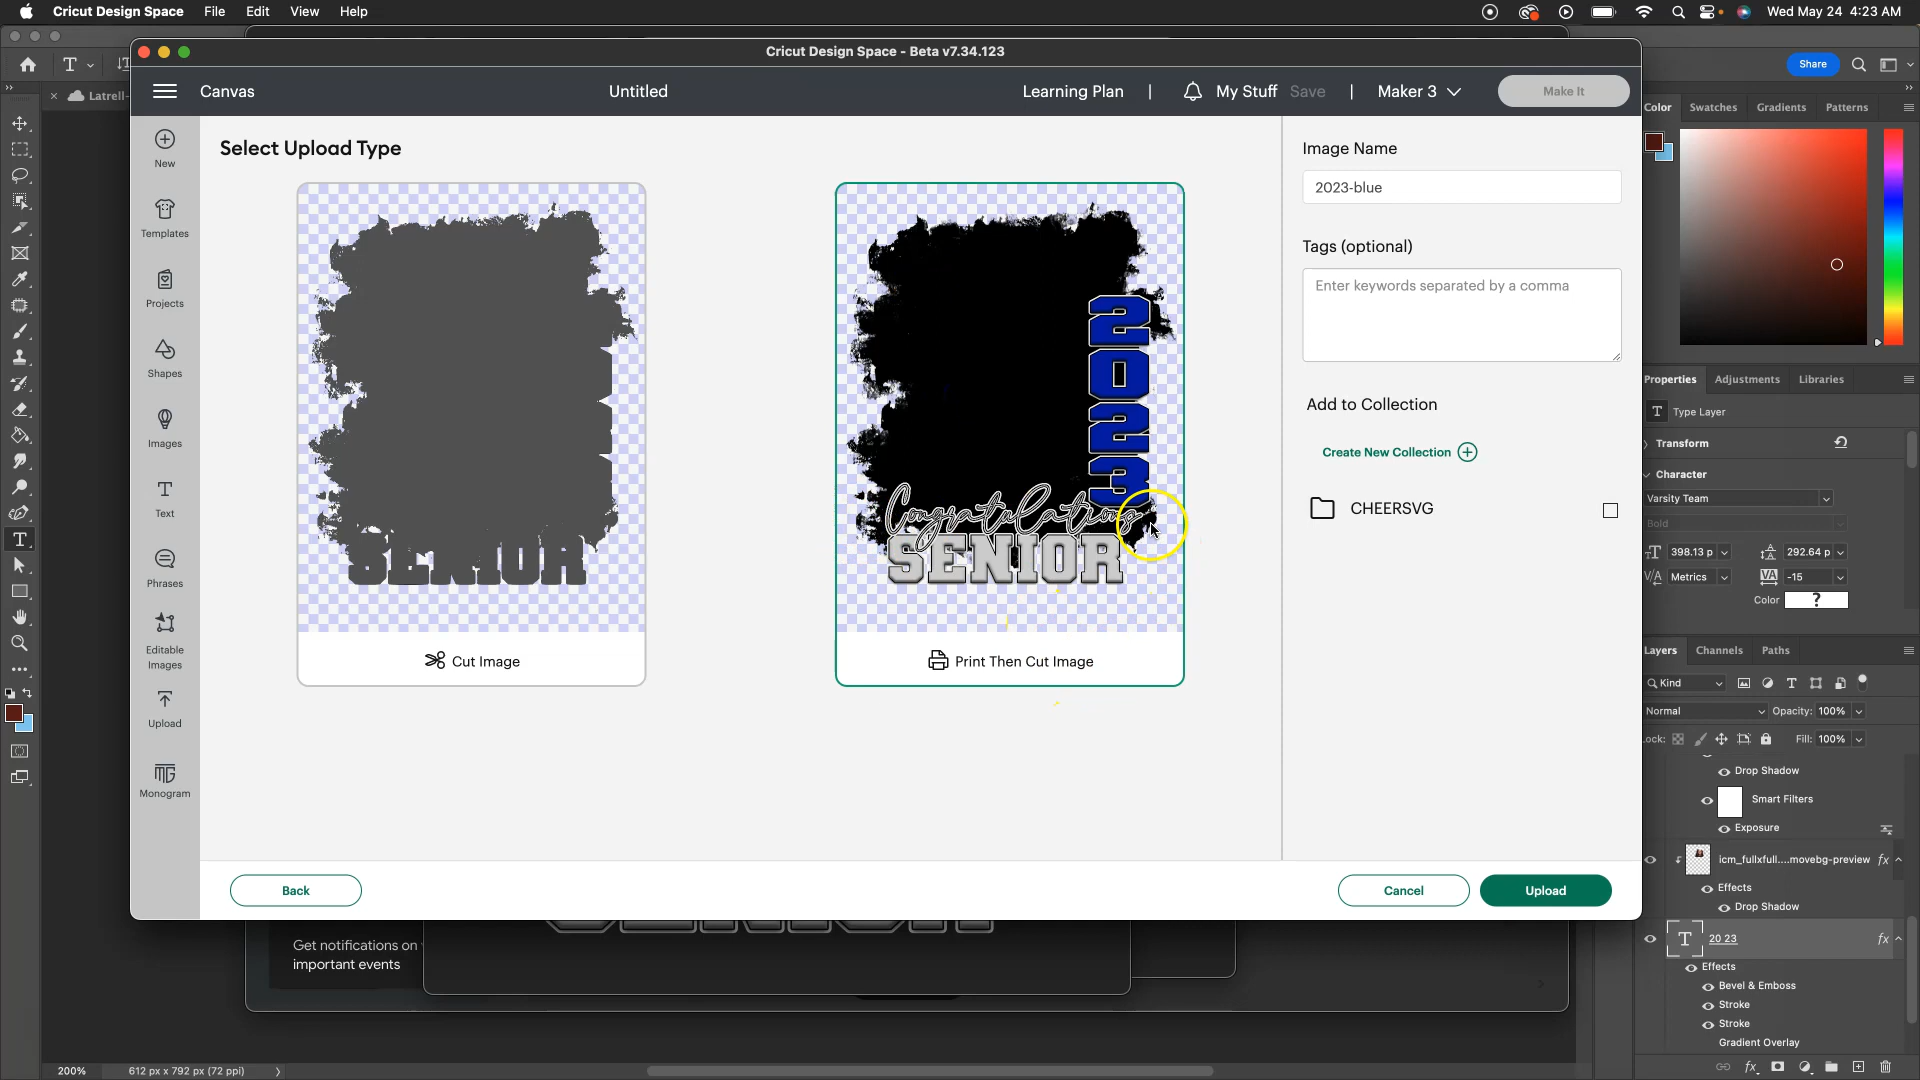 Cricut Design Space File Edit View Help
Wed May 24 4:23 AM
Cricut Design Space - Beta v7.34.123
Share
Canvas
Untitled
Learning Plan | My Stuff Save | Maker 3
Make It
Latrell-
Color Swatches Gradients Patterns
New
Templates
Projects
Shapes
Images
Text
Phrases
Editable
Images
Upload
Monogram
Select Upload Type
SENIOR
Cut Image
2023
Congratulations
SENIOR
Print Then Cut Image
Image Name
2023-blue
Tags (optional)
Enter keywords separated by a comma
Add to Collection
Create New Collection
CHEERSVG
Back
Cancel
Upload
Get notifications on
important events
200% 612 px x 792 px (72 ppi)
Properties Adjustments Libraries
Type Layer
Transform
Character
Varsity Team
Bold
398.13 p
292.64 p
Metrics
-15
Color
?
Layers Channels Paths
Kind
Normal
Opacity: 100%
Fill: 100%
Drop Shadow
Smart Filters
Exposure
icm_fullxfull....movebg-preview fx
Effects
Drop Shadow
20 23 fx
Effects
Bevel & Emboss
Stroke
Stroke
Gradient Overlay